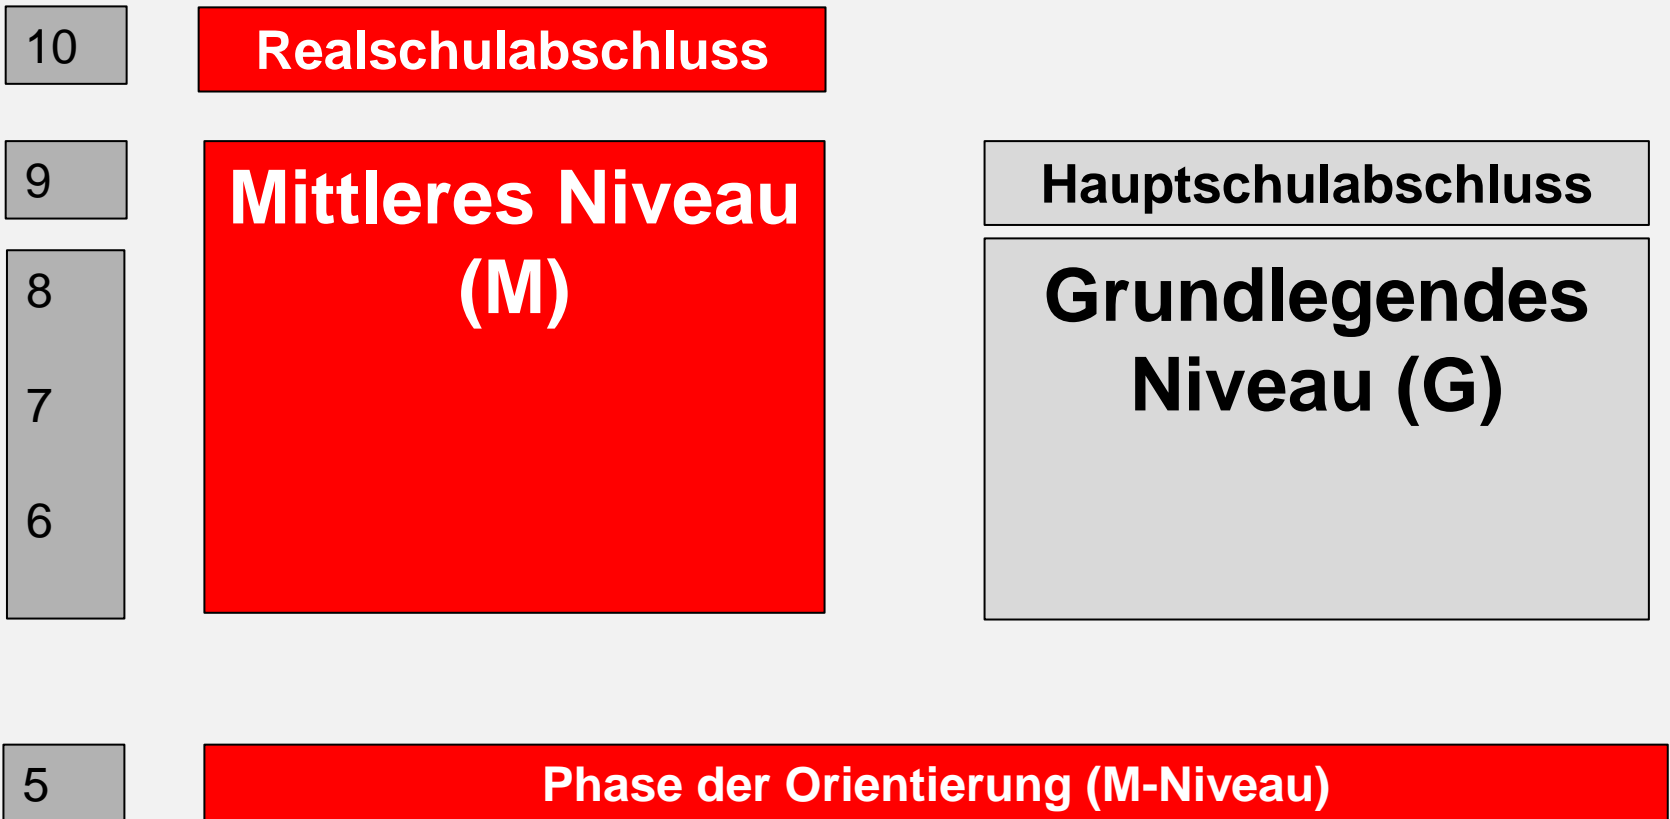 10
Realschulabschluss
9
Mittleres Niveau
(M)
Hauptschulabschluss
8
7
6
Grundlegendes
Niveau (G)
5
Phase der Orientierung (M-Niveau)